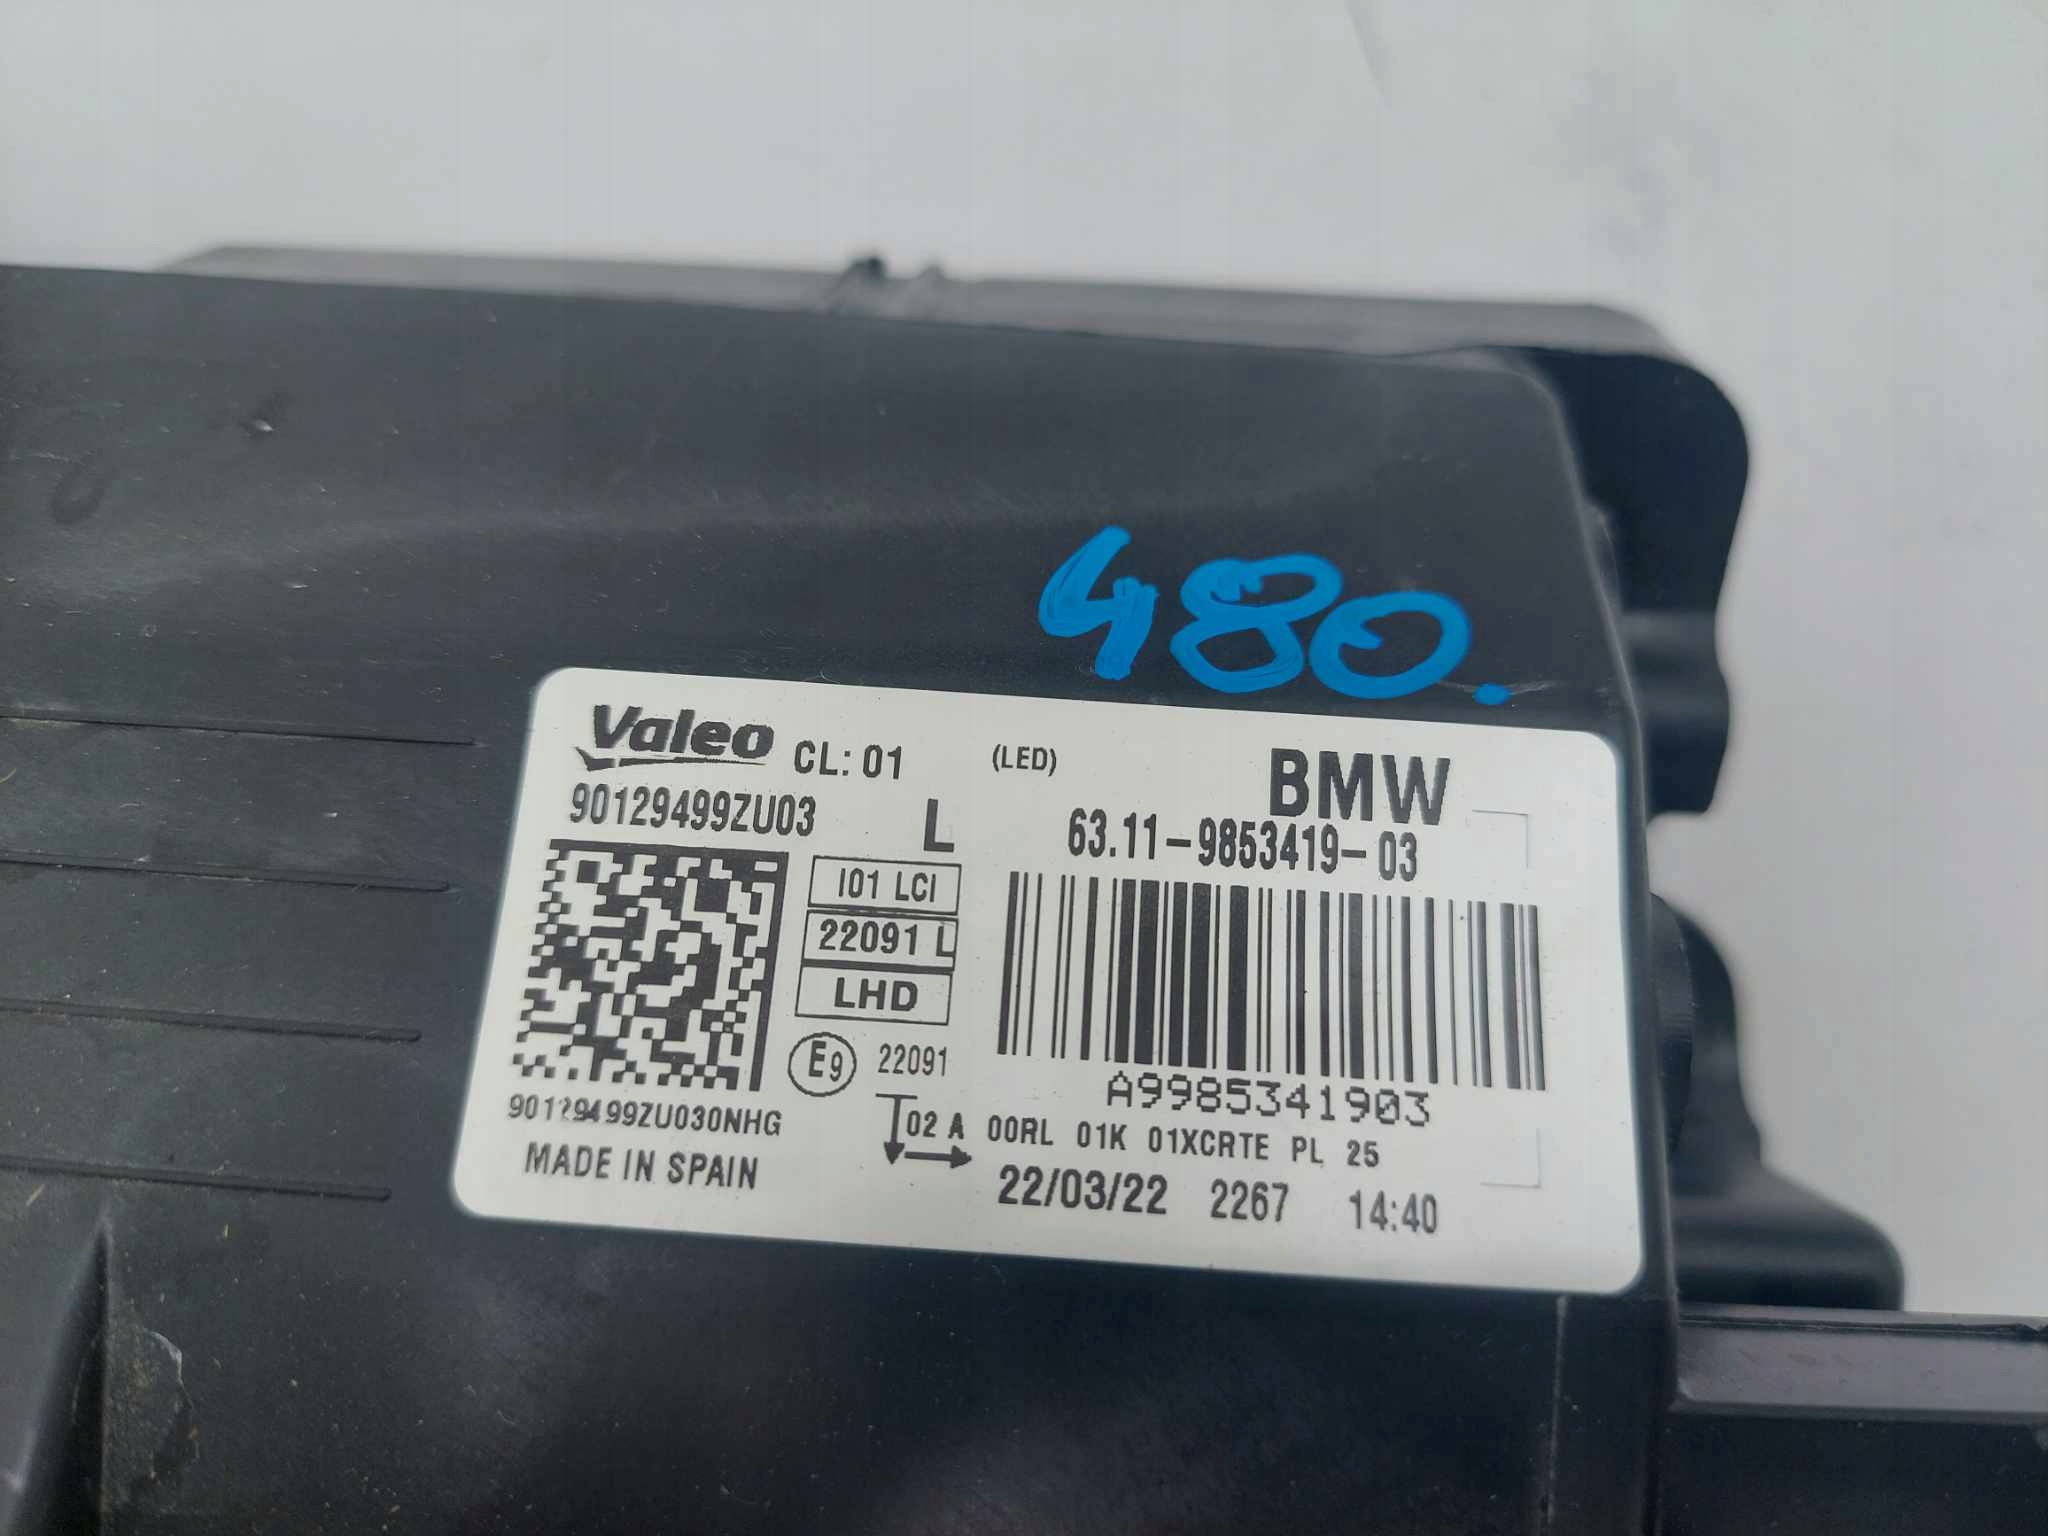 480.
Valeo CL: 01 (LED) BMW
90129499ZU03 L 63.11-9853419-03
I01 LCI
22091 L
LHD
E9 22091
A9985341903
90129499ZU030NHG
02 A 00RL 01K 01XCRTE PL 25
MADE IN SPAIN
22/03/22 2267 14:40